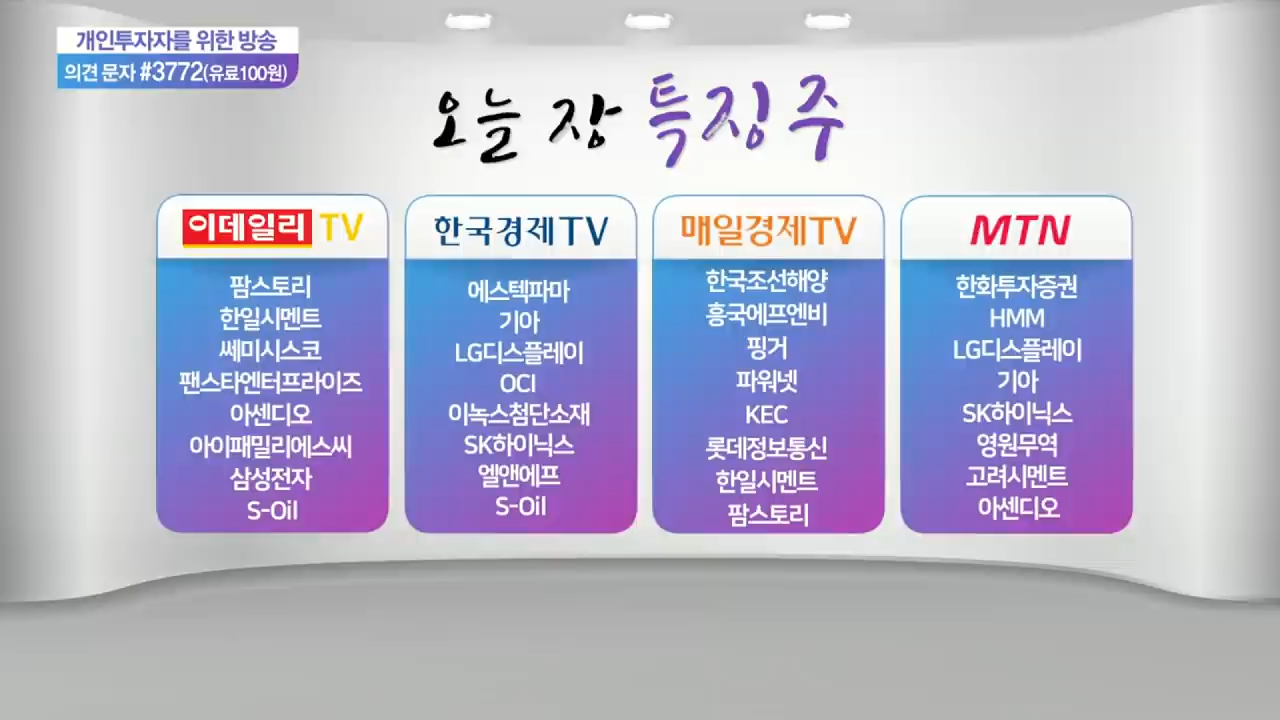 개인투자자를 위한 방송
의견 문자 #3772(유료100원)
오늘 장 특징주
이데일리 TV
팜스토리
한일시멘트
쎄미시스코
팬스타엔터프라이즈
아센디오
아이패밀리에스씨
삼성전자
S-Oil
한국경제TV
에스텍파마
기아
LG디스플레이
OCI
이녹스첨단소재
SK하이닉스
엘앤에프
S-Oil
매일경제TV
한국조선해양
흥국에프엔비
핑거
파워넷
KEC
롯데정보통신
한일시멘트
팜스토리
MTN
한화투자증권
HMM
LG디스플레이
기아
SK하이닉스
영원무역
고려시멘트
아센디오